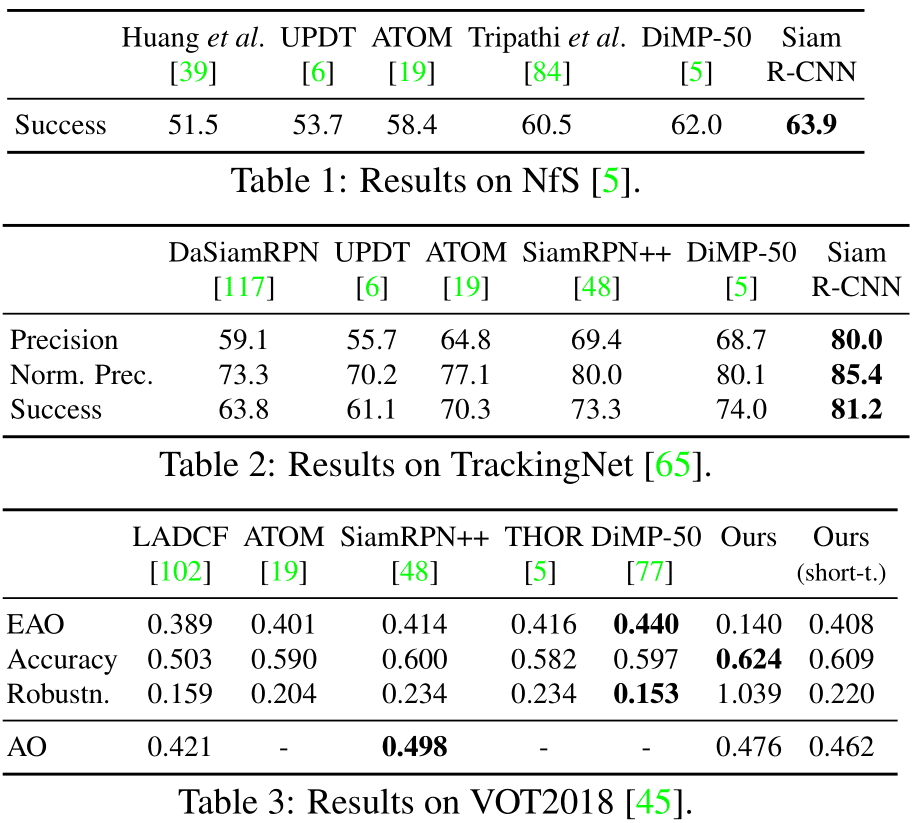 Huang et al. UPDT ATOM Tripathi et al. DiMP-50 Siam
[39] [6] [19] [84] [5] R-CNN
Success 51.5 53.7 58.4 60.5 62.0 63.9
Table 1: Results on NfS [5].
DaSiamRPN UPDT ATOM SiamRPN++ DiMP-50 Siam
[117] [6] [19] [48] [5] R-CNN
Precision 59.1 55.7 64.8 69.4 68.7 80.0
Norm. Prec. 73.3 70.2 77.1 80.0 80.1 85.4
Success 63.8 61.1 70.3 73.3 74.0 81.2
Table 2: Results on TrackingNet [65].
LADCF ATOM SiamRPN++ THOR DiMP-50 Ours Ours
[102] [19] [48] [5] [77] (short-t.)
EAO 0.389 0.401 0.414 0.416 0.440 0.140 0.408
Accuracy 0.503 0.590 0.600 0.582 0.597 0.624 0.609
Robustn. 0.159 0.204 0.234 0.234 0.153 1.039 0.220
AO 0.421 - 0.498 - - 0.476 0.462
Table 3: Results on VOT2018 [45].